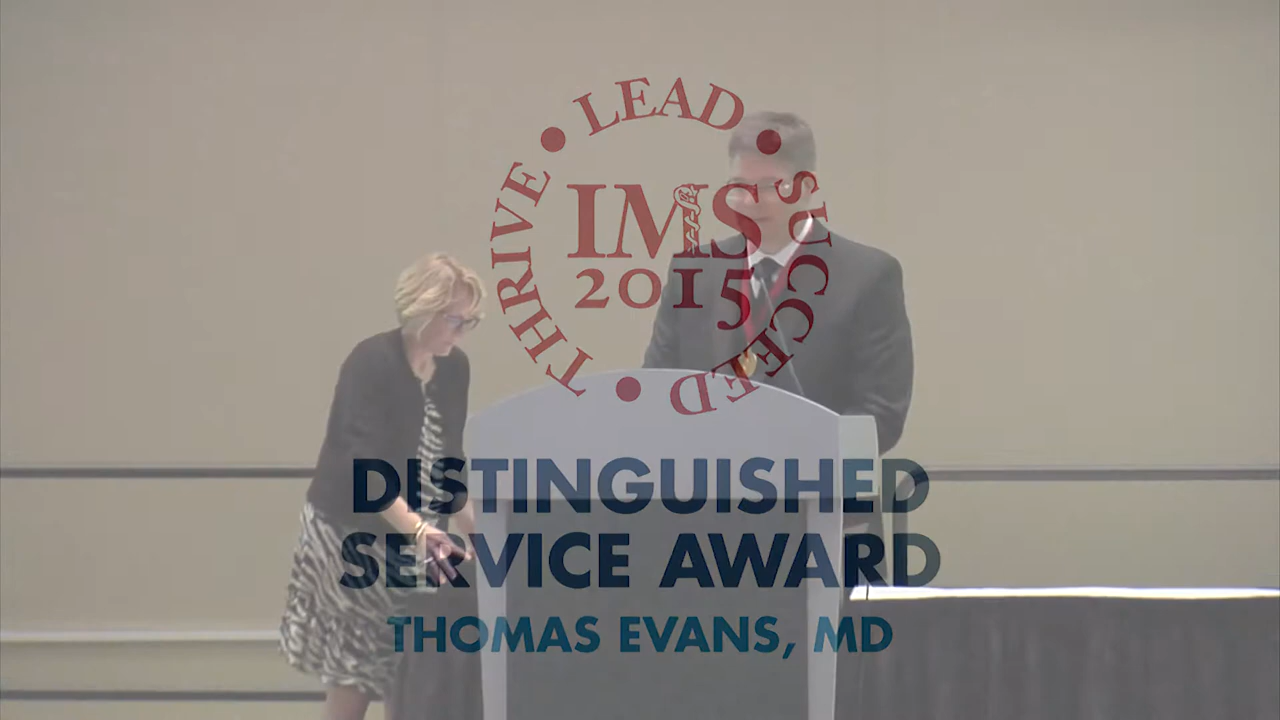 THRIVE • LEAD • SUCCEED •
IMS
2015
DISTINGUISHED
SERVICE AWARD
THOMAS EVANS, MD